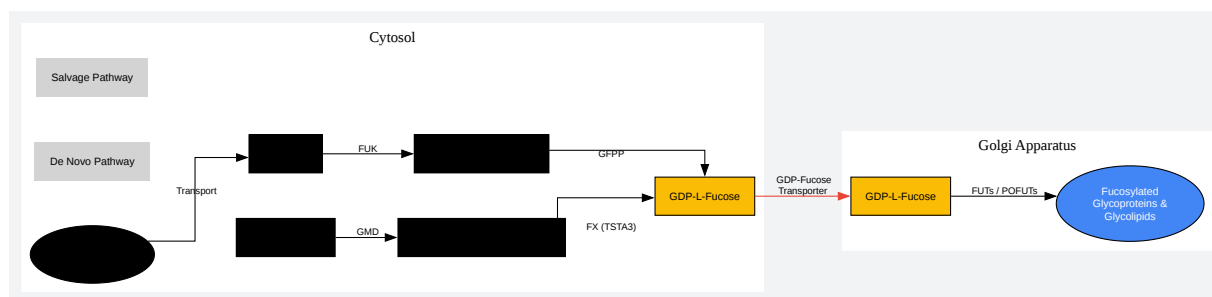 Cytosol
Salvage Pathway
De Novo Pathway
Transport
FUK
GFPP
GMD
FX (TSTA3)
GDP-L-Fucose
GDP-Fucose
Transporter
Golgi Apparatus
GDP-L-Fucose
FUTs / POFUTs
Fucosylated
Glycoproteins &
Glycolipids